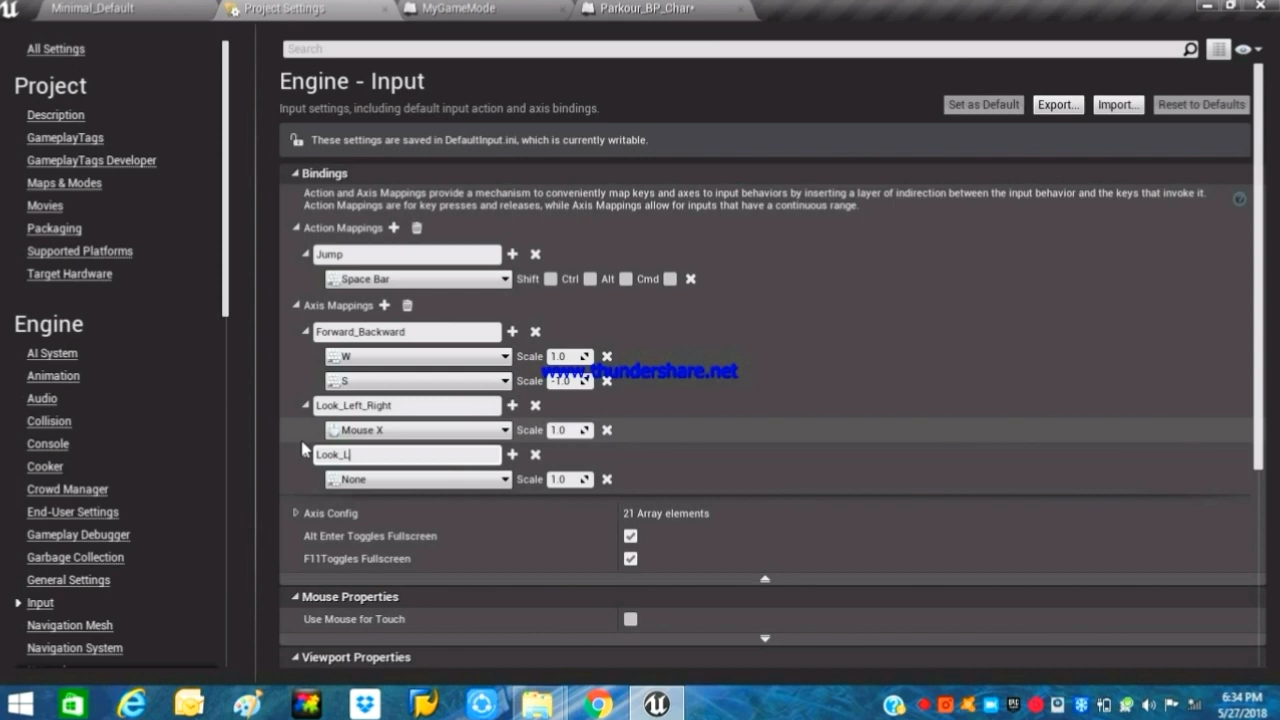 Minimal_Default
Project Settings
MyGameMode
Parkour_BP_Char*
All Settings
Project
Description
GameplayTags
GameplayTags Developer
Maps & Modes
Movies
Packaging
Supported Platforms
Target Hardware
Engine
AI System
Animation
Audio
Collision
Console
Cooker
Crowd Manager
End-User Settings
Gameplay Debugger
Garbage Collection
General Settings
Input
Navigation Mesh
Navigation System
Search
Engine - Input
Input settings, including default input action and axis bindings.
Set as Default Export... Import... Reset to Defaults
These settings are saved in DefaultInput.ini, which is currently writable.
Bindings
Action and Axis Mappings provide a mechanism to conveniently map keys and axes to input behaviors by inserting a layer of indirection between the input behavior and the keys that invoke it.
Action Mappings are for key presses and releases, while Axis Mappings allow for inputs that have a continuous range.
Action Mappings
Jump
Space Bar Shift Ctrl Alt Cmd
Axis Mappings
Forward_Backward
W Scale 1.0
www.thundershare.net
S Scale -1.0
Look_Left_Right
Mouse X Scale 1.0
Look_L
None Scale 1.0
Axis Config 21 Array elements
Alt Enter Toggles Fullscreen
F11Toggles Fullscreen
Mouse Properties
Use Mouse for Touch
Viewport Properties
6:34 PM
5/27/2018